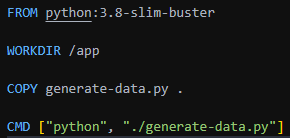 FROM python:3.8-slim-buster
WORKDIR /app
COPY generate-data.py .
CMD ["python", "./generate-data.py"]